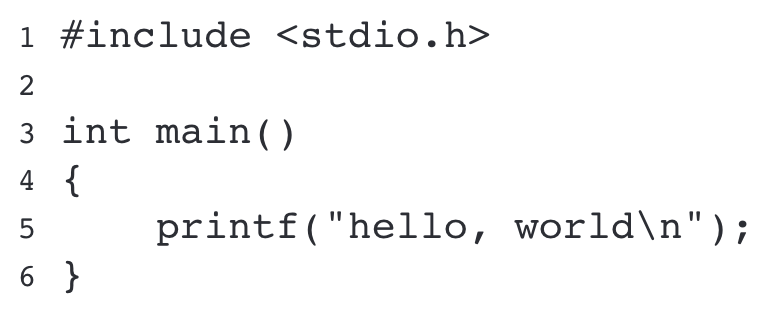 1 #include <stdio.h>
2
3 int main()
4 {
5     printf("hello, world\n");
6 }